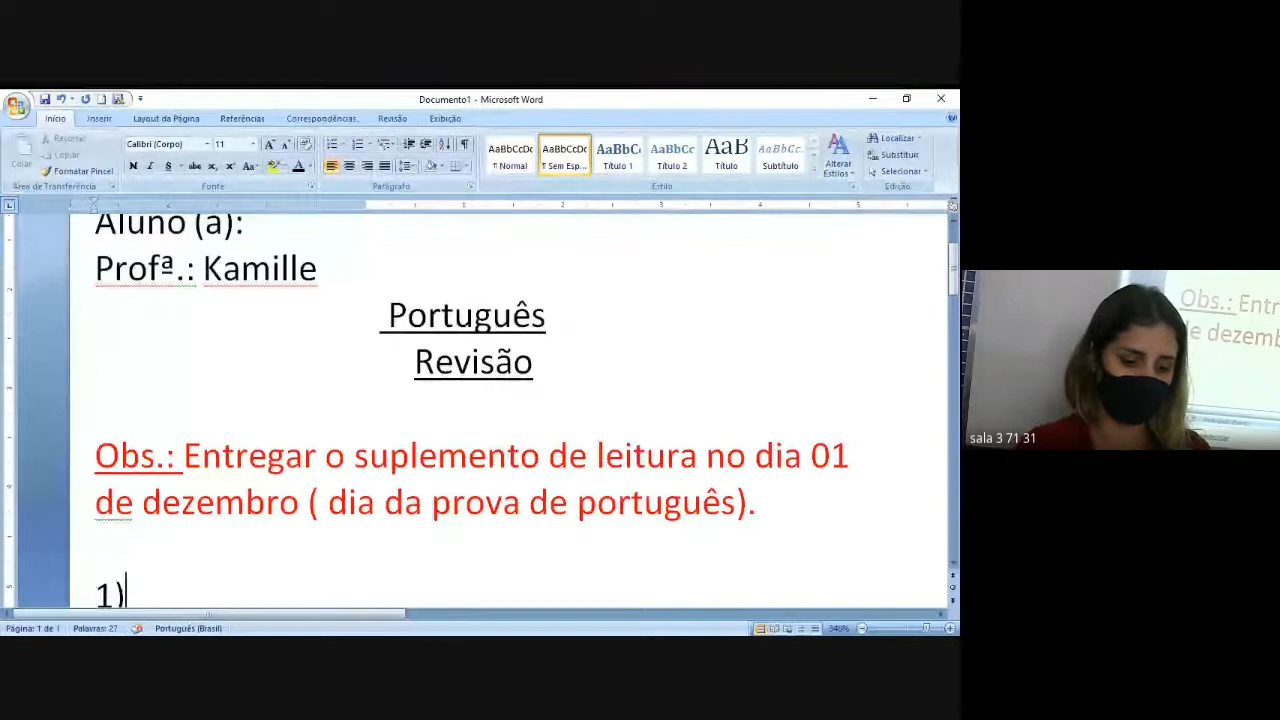 Documento1 - Microsoft Word
Início Inserir Layout da Página Referências Correspondências Revisão Exibição
Recortar
Colar
Copiar
Formatar Pincel
Área de Transferência
Calibri (Corpo) 11
Fonte
Parágrafo
AaBbCcDc AaBbCcDc AaBbCc AaBbCc AaB AaBbCc
¶ Normal ¶ Sem Esp... Título 1 Título 2 Título Subtítulo
Alterar
Estilos
Estilo
Localizar
Substituir
Selecionar
Edição
Aluno (a):
Profª.: Kamille
Português
Revisão
Obs.: Entregar o suplemento de leitura no dia 01
de dezembro ( dia da prova de português).
1)
Página: 1 de 1 Palavras: 27 Português (Brasil) 348%
Obs.: Entr
de dezemb
sala 3 71 31